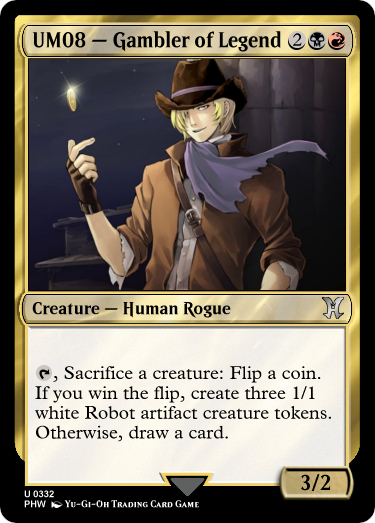 UM08 — Gambler of Legend 2
Creature — Human Rogue
, Sacrifice a creature: Flip a coin.
If you win the flip, create three 1/1
white Robot artifact creature tokens.
Otherwise, draw a card.
3/2
U 0332
PHW Yu-Gi-Oh Trading Card Game